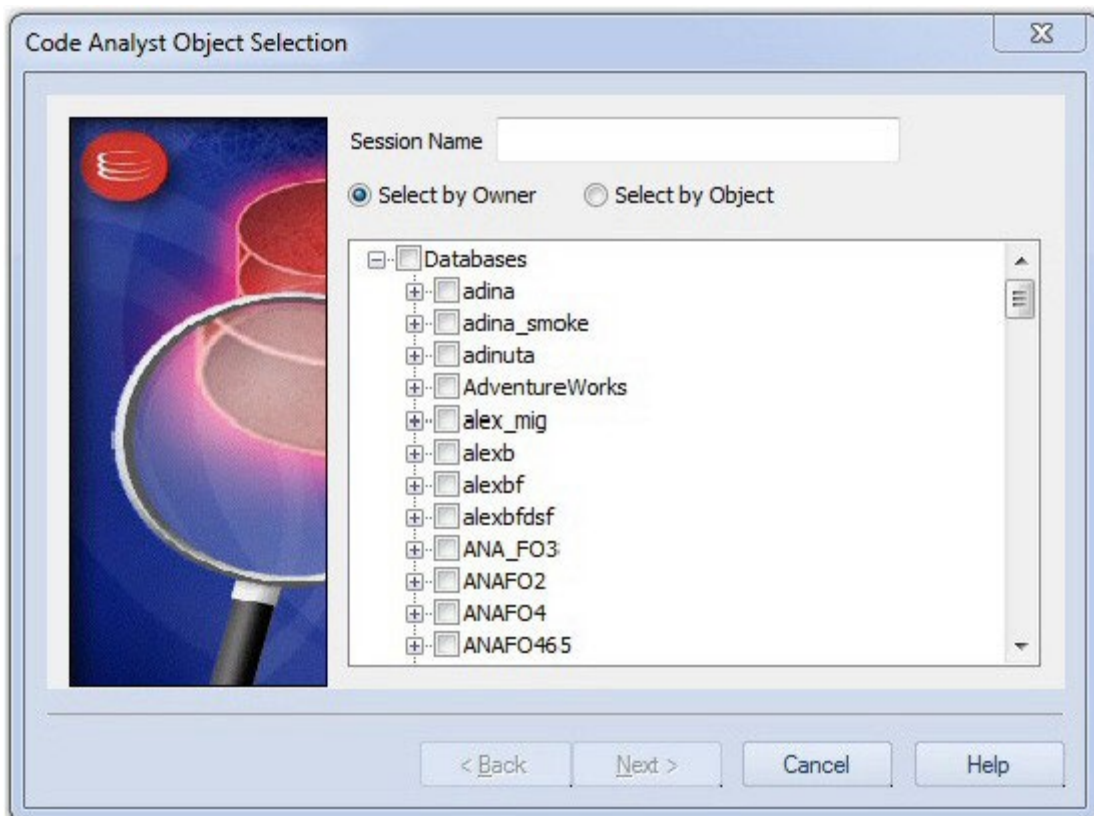 Code Analyst Object Selection
Session Name
Select by Owner Select by Object
Databases
adina
adina_smoke
adinuta
AdventureWorks
alex_mig
alexb
alexbf
alexbfdsf
ANA_FO3
ANAFO2
ANAFO4
ANAFO465
< Back Next > Cancel Help